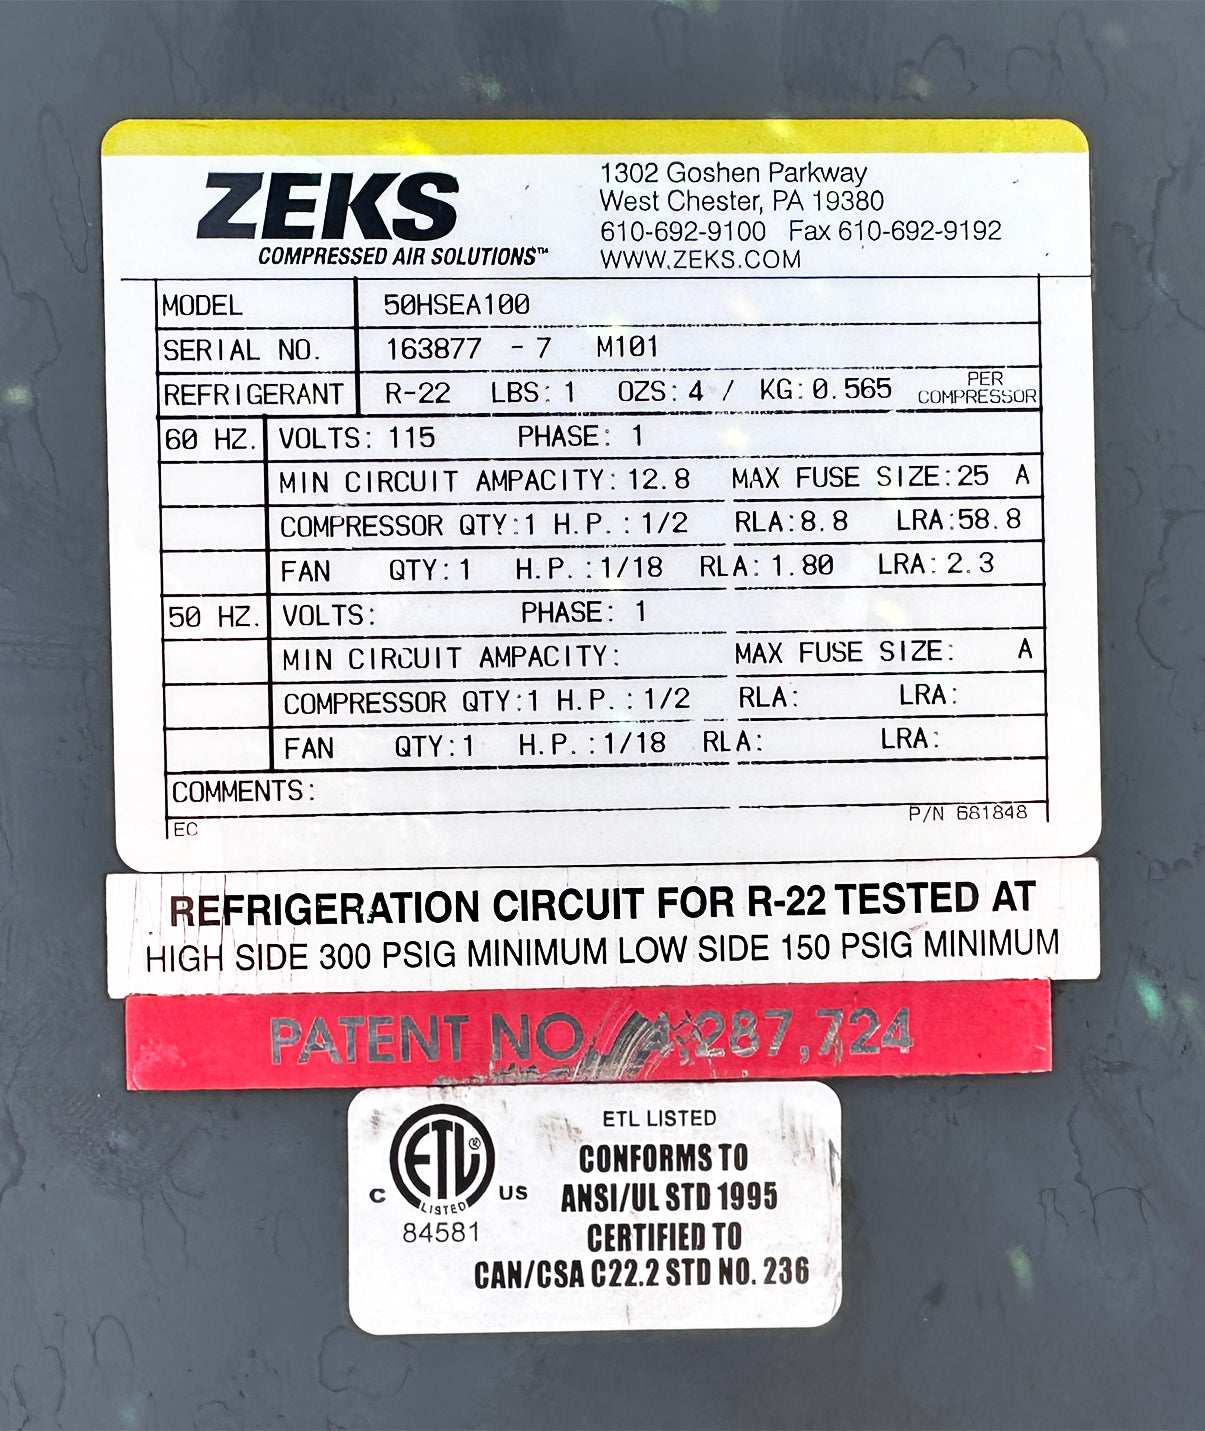 ZEKS
COMPRESSED AIR SOLUTIONS™
1302 Goshen Parkway
West Chester, PA 19380
610-692-9100 Fax 610-692-9192
WWW.ZEKS.COM
MODEL 50HSEA100
SERIAL NO. 163877 - 7 M101
REFRIGERANT R-22 LBS: 1 OZS: 4 / KG: 0.565 PER COMPRESSOR
60 HZ. VOLTS: 115 PHASE: 1
MIN CIRCUIT AMPACITY: 12.8 MAX FUSE SIZE: 25 A
COMPRESSOR QTY: 1 H.P.: 1/2 RLA: 8.8 LRA: 58.8
FAN QTY: 1 H.P.: 1/18 RLA: 1.80 LRA: 2.3
50 HZ. VOLTS: PHASE: 1
MIN CIRCUIT AMPACITY: MAX FUSE SIZE: A
COMPRESSOR QTY: 1 H.P.: 1/2 RLA: LRA:
FAN QTY: 1 H.P.: 1/18 RLA: LRA:
COMMENTS:
EC P/N 681848
REFRIGERATION CIRCUIT FOR R-22 TESTED AT
HIGH SIDE 300 PSIG MINIMUM LOW SIDE 150 PSIG MINIMUM
PATENT NO. 4,287,724
ETL LISTED
CONFORMS TO
ANSI/UL STD 1995
CERTIFIED TO
CAN/CSA C22.2 STD NO. 236
ETL®
LISTED
C US
84581